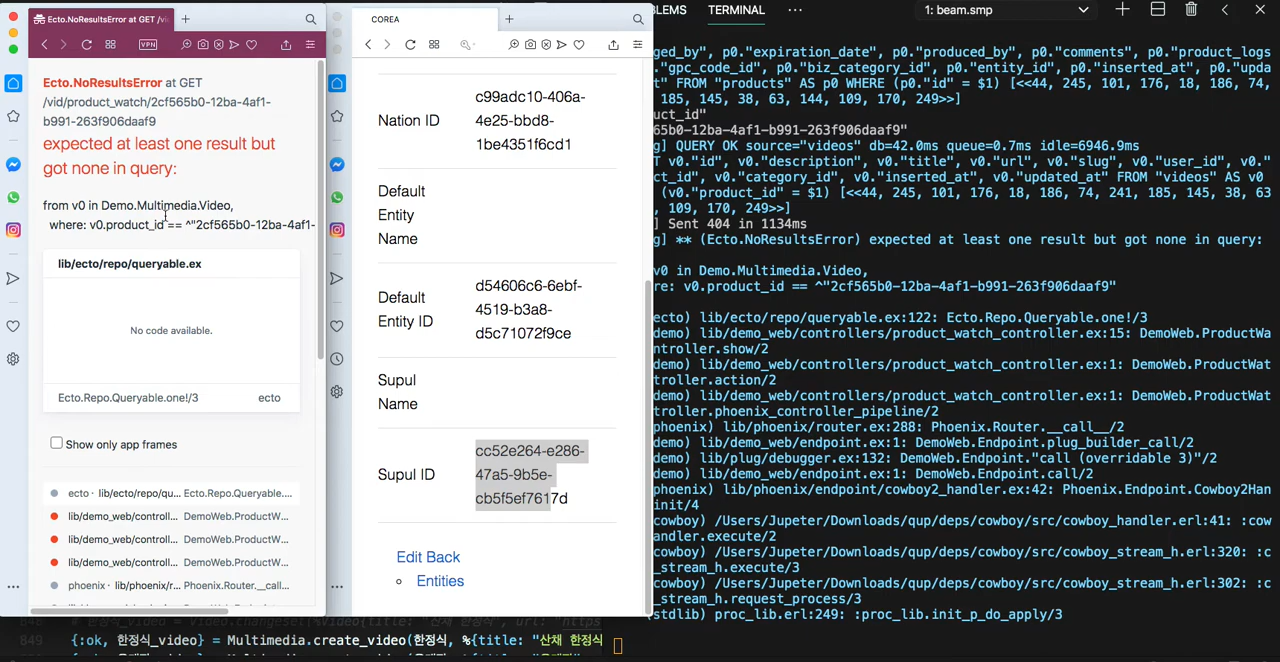 Ecto.NoResultsError at GET /vi
Ecto.NoResultsError at GET
/vid/product_watch/2cf565b0-12ba-4af1-
b991-263f906daaf9
expected at least one result but
got none in query:
from v0 in Demo.Multimedia.Video,
where: v0.product_id == ^"2cf565b0-12ba-4af1-
lib/ecto/repo/queryable.ex
No code available.
Ecto.Repo.Queryable.one!/3 ecto
Show only app frames
ecto · lib/ecto/repo/qu... Ecto.Repo.Queryable....
lib/demo_web/controll... DemoWeb.ProductW...
lib/demo_web/controll... DemoWeb.ProductW...
lib/demo_web/controll... DemoWeb.ProductW...
phoenix · lib/phoenix/r... Phoenix.Router.__call...
VPN
COREA
Nation ID
c99adc10-406a-
4e25-bbd8-
1be4351f6cd1
Default
Entity
Name
Default
Entity ID
d54606c6-6ebf-
4519-b3a8-
d5c71072f9ce
Supul
Name
Supul ID
cc52e264-e286-
47a5-9b5e-
cb5f5ef7617d
Edit Back
Entities
BLEMS TERMINAL ··· 1: beam.smp
ged_by", p0."expiration_date", p0."produced_by", p0."comments", p0."product_logs
."gpc_code_id", p0."biz_category_id", p0."entity_id", p0."inserted_at", p0."upda
t" FROM "products" AS p0 WHERE (p0."id" = $1) [<<44, 245, 101, 176, 18, 186, 74,
, 185, 145, 38, 63, 144, 109, 170, 249>>]
uct_id"
65b0-12ba-4af1-b991-263f906daaf9"
g] QUERY OK source="videos" db=42.0ms queue=0.7ms idle=6946.9ms
T v0."id", v0."description", v0."title", v0."url", v0."slug", v0."user_id", v0."
ct_id", v0."category_id", v0."inserted_at", v0."updated_at" FROM "videos" AS v0
(v0."product_id" = $1) [<<44, 245, 101, 176, 18, 186, 74, 241, 185, 145, 38, 63
, 109, 170, 249>>]
] Sent 404 in 1134ms
g] ** (Ecto.NoResultsError) expected at least one result but got none in query:
v0 in Demo.Multimedia.Video,
re: v0.product_id == ^"2cf565b0-12ba-4af1-b991-263f906daaf9"
ecto) lib/ecto/repo/queryable.ex:122: Ecto.Repo.Queryable.one!/3
demo) lib/demo_web/controllers/product_watch_controller.ex:15: DemoWeb.ProductWa
ntroller.show/2
demo) lib/demo_web/controllers/product_watch_controller.ex:1: DemoWeb.ProductWat
troller.action/2
demo) lib/demo_web/controllers/product_watch_controller.ex:1: DemoWeb.ProductWat
troller.phoenix_controller_pipeline/2
phoenix) lib/phoenix/router.ex:288: Phoenix.Router.__call__/2
demo) lib/demo_web/endpoint.ex:1: DemoWeb.Endpoint.plug_builder_call/2
demo) lib/plug/debugger.ex:132: DemoWeb.Endpoint."call (overridable 3)"/2
demo) lib/demo_web/endpoint.ex:1: DemoWeb.Endpoint.call/2
phoenix) lib/phoenix/endpoint/cowboy2_handler.ex:42: Phoenix.Endpoint.Cowboy2Han
init/4
cowboy) /Users/Jupeter/Downloads/qup/deps/cowboy/src/cowboy_handler.erl:41: :cow
andler.execute/2
cowboy) /Users/Jupeter/Downloads/qup/deps/cowboy/src/cowboy_stream_h.erl:320: :c
_stream_h.execute/3
cowboy) /Users/Jupeter/Downloads/qup/deps/cowboy/src/cowboy_stream_h.erl:302: :c
_stream_h.request_process/3
stdlib) proc_lib.erl:249: :proc_lib.init_p_do_apply/3
848 # 한정식_video = Video.changeset(%Video{title: "산채 한정식", url: "https
849 {:ok, 한정식_video} = Multimedia.create_video(한정식, %{title: "산채 한정식